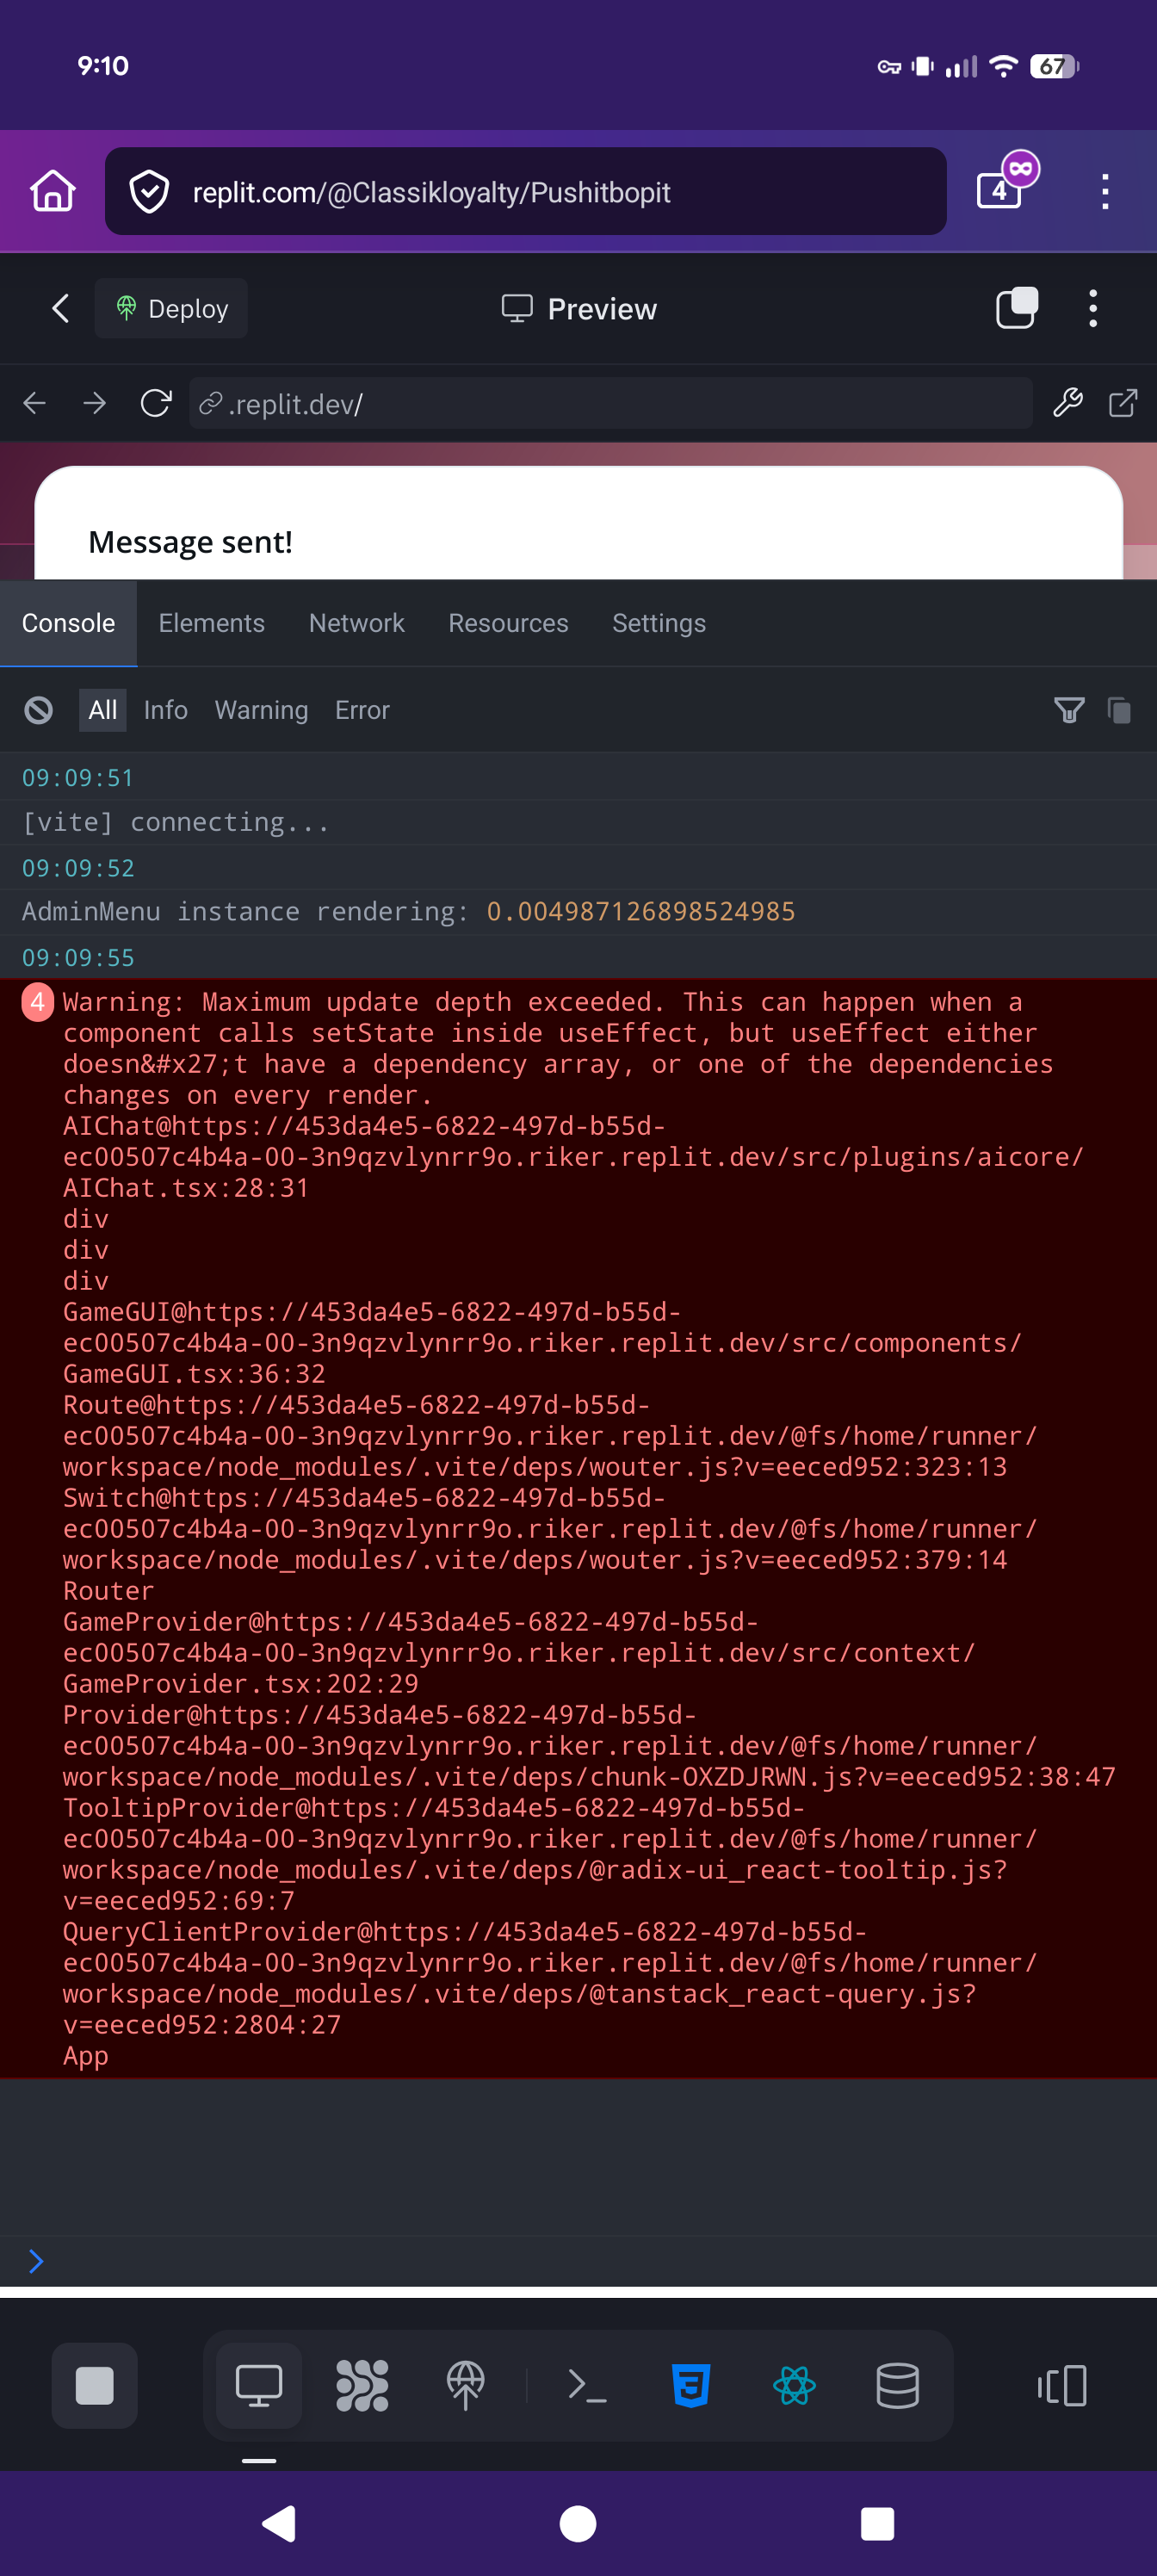 9:10
67
replit.com/@Classikloyalty/Pushitbopit
4
Deploy
Preview
.replit.dev/
Message sent!
Console Elements Network Resources Settings
All Info Warning Error
09:09:51
[vite] connecting...
09:09:52
AdminMenu instance rendering: 0.004987126898524985
09:09:55
4 Warning: Maximum update depth exceeded. This can happen when a
component calls setState inside useEffect, but useEffect either
doesn&#x27;t have a dependency array, or one of the dependencies
changes on every render.
AIChat@https://453da4e5-6822-497d-b55d-
ec00507c4b4a-00-3n9qzvlynrr9o.riker.replit.dev/src/plugins/aicore/
AIChat.tsx:28:31
div
div
div
GameGUI@https://453da4e5-6822-497d-b55d-
ec00507c4b4a-00-3n9qzvlynrr9o.riker.replit.dev/src/components/
GameGUI.tsx:36:32
Route@https://453da4e5-6822-497d-b55d-
ec00507c4b4a-00-3n9qzvlynrr9o.riker.replit.dev/@fs/home/runner/
workspace/node_modules/.vite/deps/wouter.js?v=eeced952:323:13
Switch@https://453da4e5-6822-497d-b55d-
ec00507c4b4a-00-3n9qzvlynrr9o.riker.replit.dev/@fs/home/runner/
workspace/node_modules/.vite/deps/wouter.js?v=eeced952:379:14
Router
GameProvider@https://453da4e5-6822-497d-b55d-
ec00507c4b4a-00-3n9qzvlynrr9o.riker.replit.dev/src/context/
GameProvider.tsx:202:29
Provider@https://453da4e5-6822-497d-b55d-
ec00507c4b4a-00-3n9qzvlynrr9o.riker.replit.dev/@fs/home/runner/
workspace/node_modules/.vite/deps/chunk-OXZDJRWN.js?v=eeced952:38:47
TooltipProvider@https://453da4e5-6822-497d-b55d-
ec00507c4b4a-00-3n9qzvlynrr9o.riker.replit.dev/@fs/home/runner/
workspace/node_modules/.vite/deps/@radix-ui_react-tooltip.js?
v=eeced952:69:7
QueryClientProvider@https://453da4e5-6822-497d-b55d-
ec00507c4b4a-00-3n9qzvlynrr9o.riker.replit.dev/@fs/home/runner/
workspace/node_modules/.vite/deps/@tanstack_react-query.js?
v=eeced952:2804:27
App